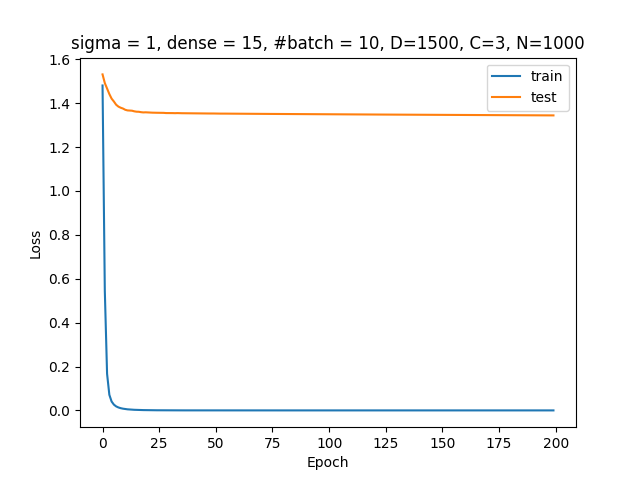 sigma = 1, dense = 15, #batch = 10, D=1500, C=3, N=1000
train
test
Loss
1.6
1.4
1.2
1.0
0.8
0.6
0.4
0.2
0.0
0 25 50 75 100 125 150 175 200
Epoch